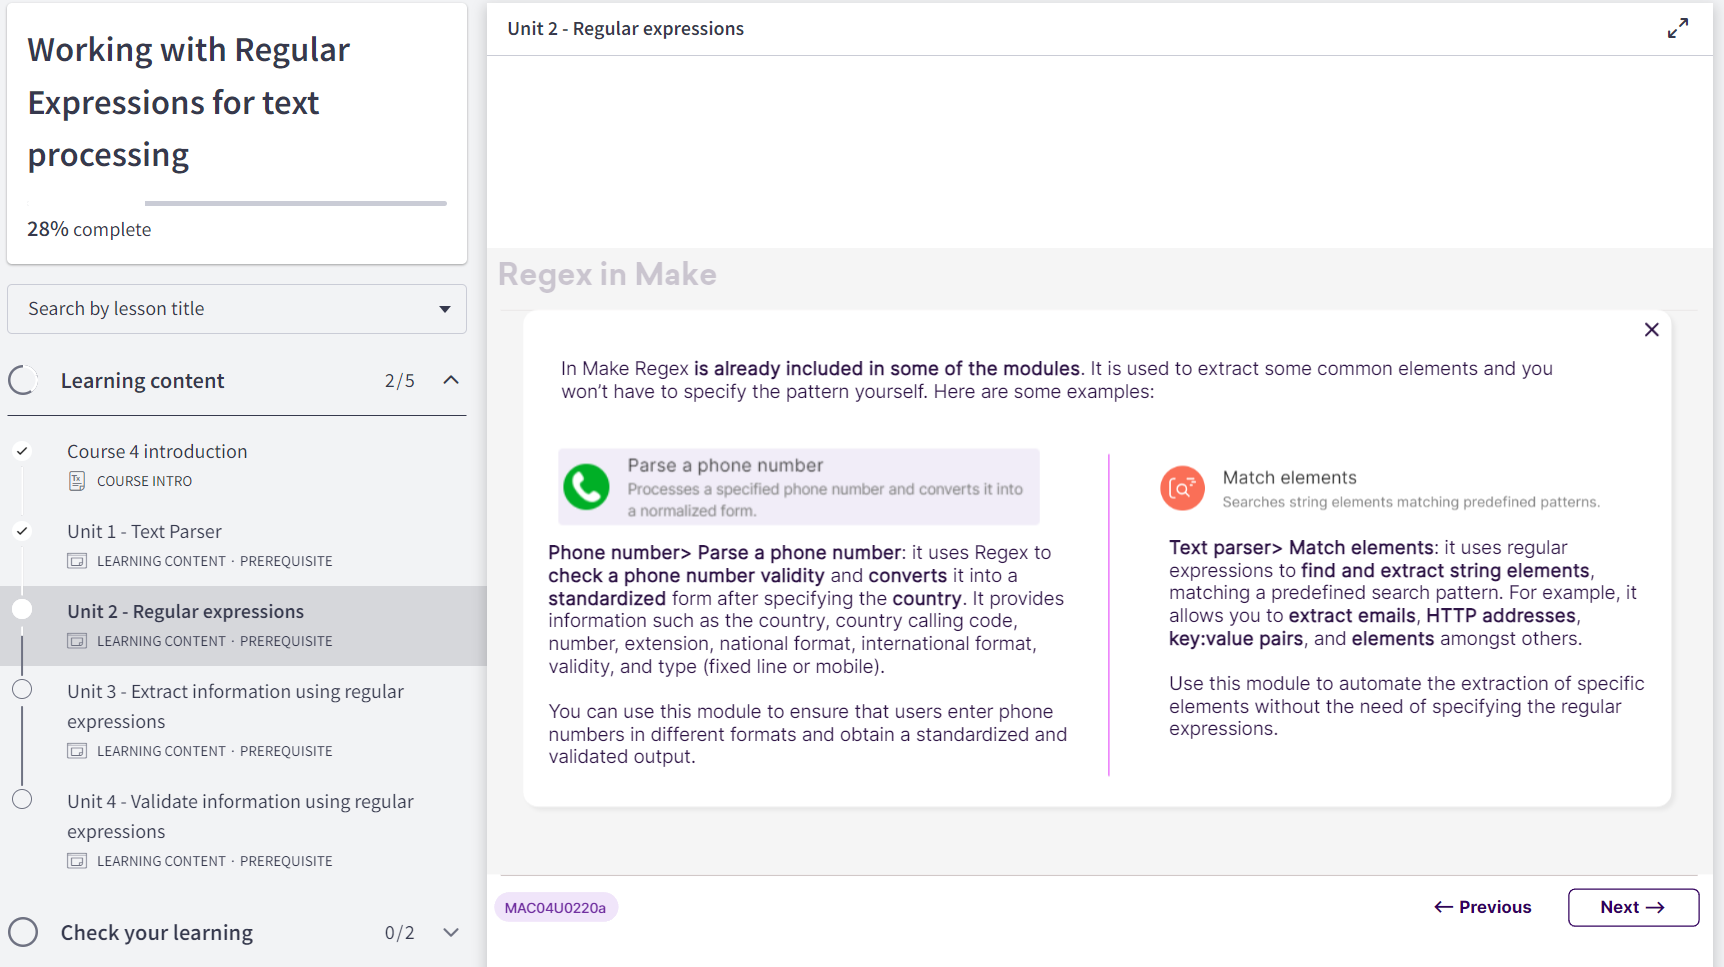 Working with Regular
Expressions for text
processing
28% complete
Search by lesson title
Learning content 2/5
Course 4 introduction
COURSE INTRO
Unit 1 - Text Parser
LEARNING CONTENT · PREREQUISITE
Unit 2 - Regular expressions
LEARNING CONTENT · PREREQUISITE
Unit 3 - Extract information using regular
expressions
LEARNING CONTENT · PREREQUISITE
Unit 4 - Validate information using regular
expressions
LEARNING CONTENT · PREREQUISITE
Check your learning 0/2
Unit 2 - Regular expressions
Regex in Make
In Make Regex is already included in some of the modules. It is used to extract some common elements and you
won't have to specify the pattern yourself. Here are some examples:
Parse a phone number
Processes a specified phone number and converts it into
a normalized form.
Phone number> Parse a phone number: it uses Regex to
check a phone number validity and converts it into a
standardized form after specifying the country. It provides
information such as the country, country calling code,
number, extension, national format, international format,
validity, and type (fixed line or mobile).
You can use this module to ensure that users enter phone
numbers in different formats and obtain a standardized and
validated output.
Match elements
Searches string elements matching predefined patterns.
Text parser> Match elements: it uses regular
expressions to find and extract string elements,
matching a predefined search pattern. For example, it
allows you to extract emails, HTTP addresses,
key:value pairs, and elements amongst others.
Use this module to automate the extraction of specific
elements without the need of specifying the regular
expressions.
MAC04U0220a
← Previous
Next →